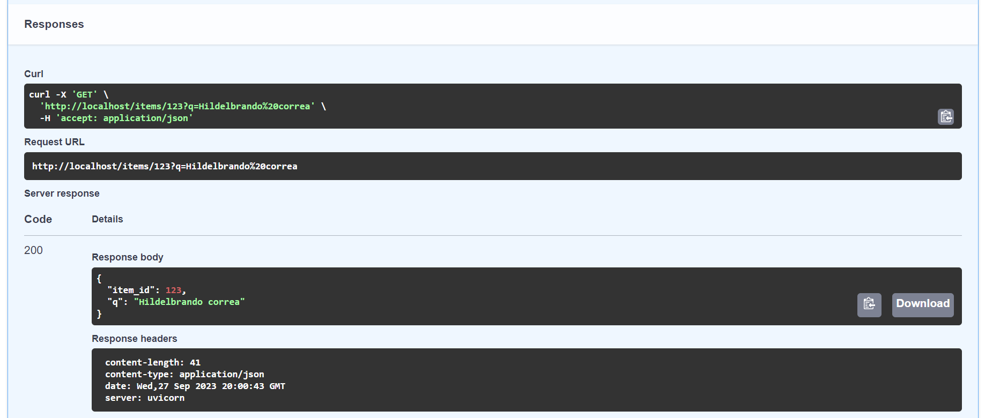 Responses
Curl
curl -X 'GET' \
  'http://localhost/items/123?q=Hildelbrando%20correa' \
  -H 'accept: application/json'
Request URL
http://localhost/items/123?q=Hildelbrando%20correa
Server response
Code Details
200
Response body
{
  "item_id": 123,
  "q": "Hildelbrando correa"
}
Download
Response headers
content-length: 41
content-type: application/json
date: Wed,27 Sep 2023 20:00:43 GMT
server: uvicorn